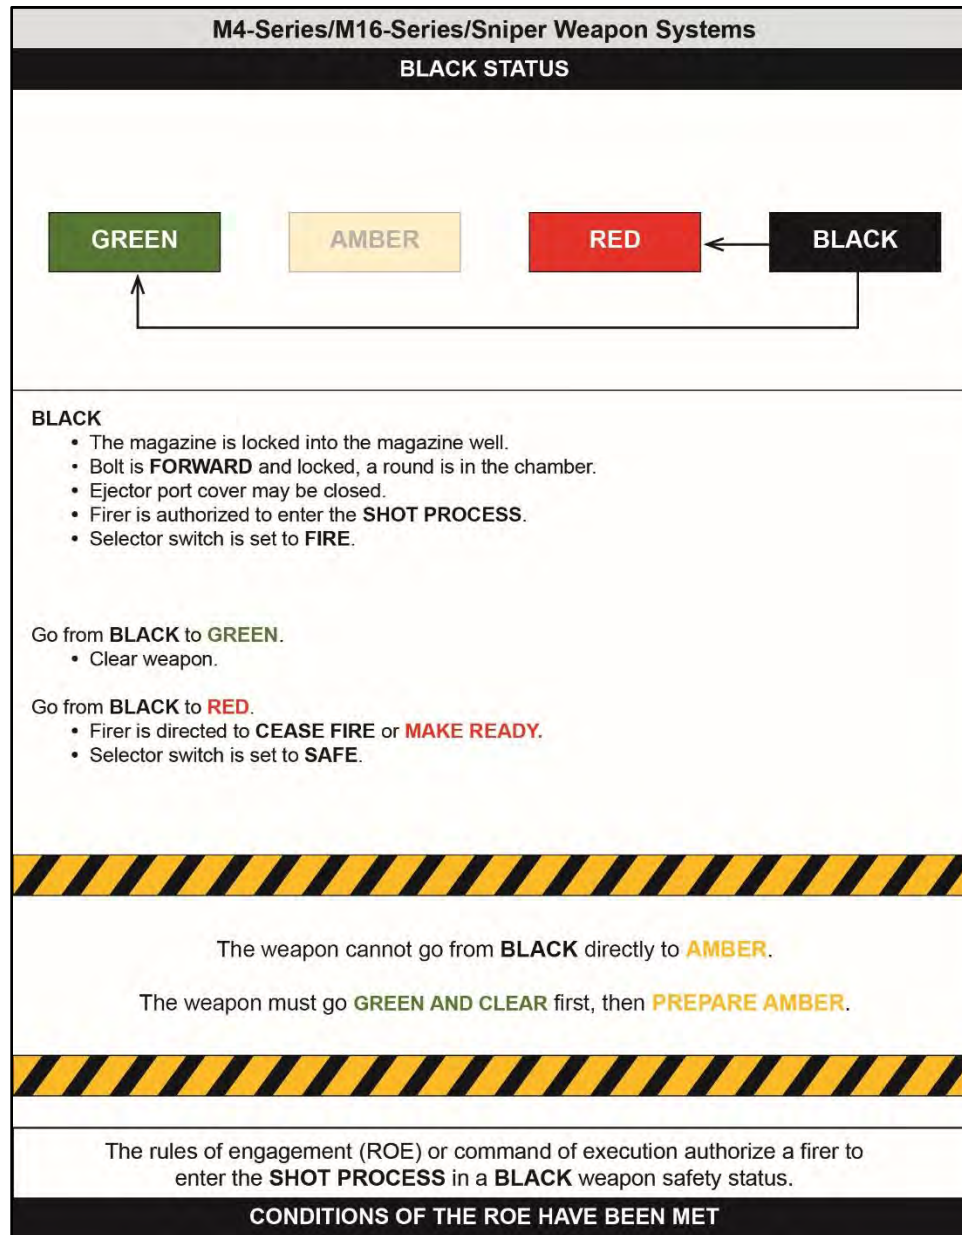 M4-Series/M16-Series/Sniper Weapon Systems
BLACK STATUS
GREEN
AMBER
RED
BLACK
BLACK
• The magazine is locked into the magazine well.
• Bolt is FORWARD and locked, a round is in the chamber.
• Ejector port cover may be closed.
• Firer is authorized to enter the SHOT PROCESS.
• Selector switch is set to FIRE.
Go from BLACK to GREEN.
• Clear weapon.
Go from BLACK to RED.
• Firer is directed to CEASE FIRE or MAKE READY.
• Selector switch is set to SAFE.
The weapon cannot go from BLACK directly to AMBER.
The weapon must go GREEN AND CLEAR first, then PREPARE AMBER.
The rules of engagement (ROE) or command of execution authorize a firer to
enter the SHOT PROCESS in a BLACK weapon safety status.
CONDITIONS OF THE ROE HAVE BEEN MET